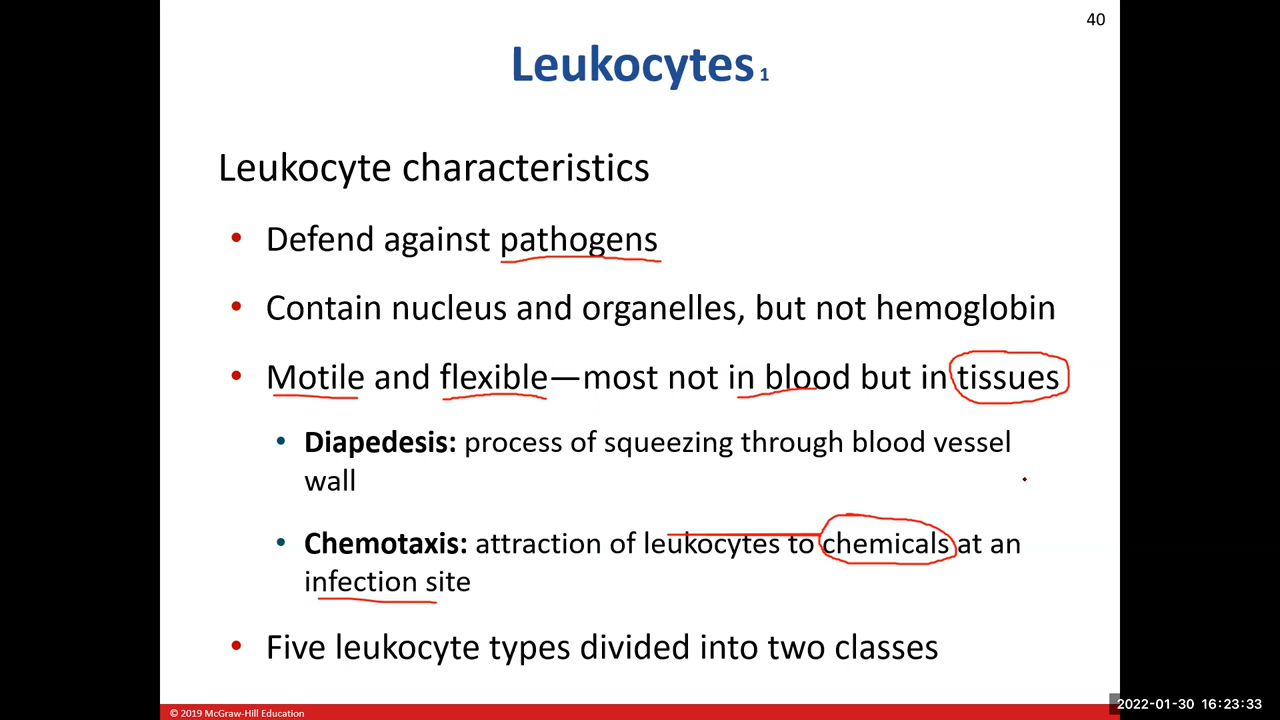 40
Leukocytes 1
Leukocyte characteristics
• Defend against pathogens
• Contain nucleus and organelles, but not hemoglobin
• Motile and flexible—most not in blood but in tissues
• Diapedesis: process of squeezing through blood vessel
wall
• Chemotaxis: attraction of leukocytes to chemicals at an
infection site
• Five leukocyte types divided into two classes
© 2019 McGraw-Hill Education
2022-01-30 16:23:33